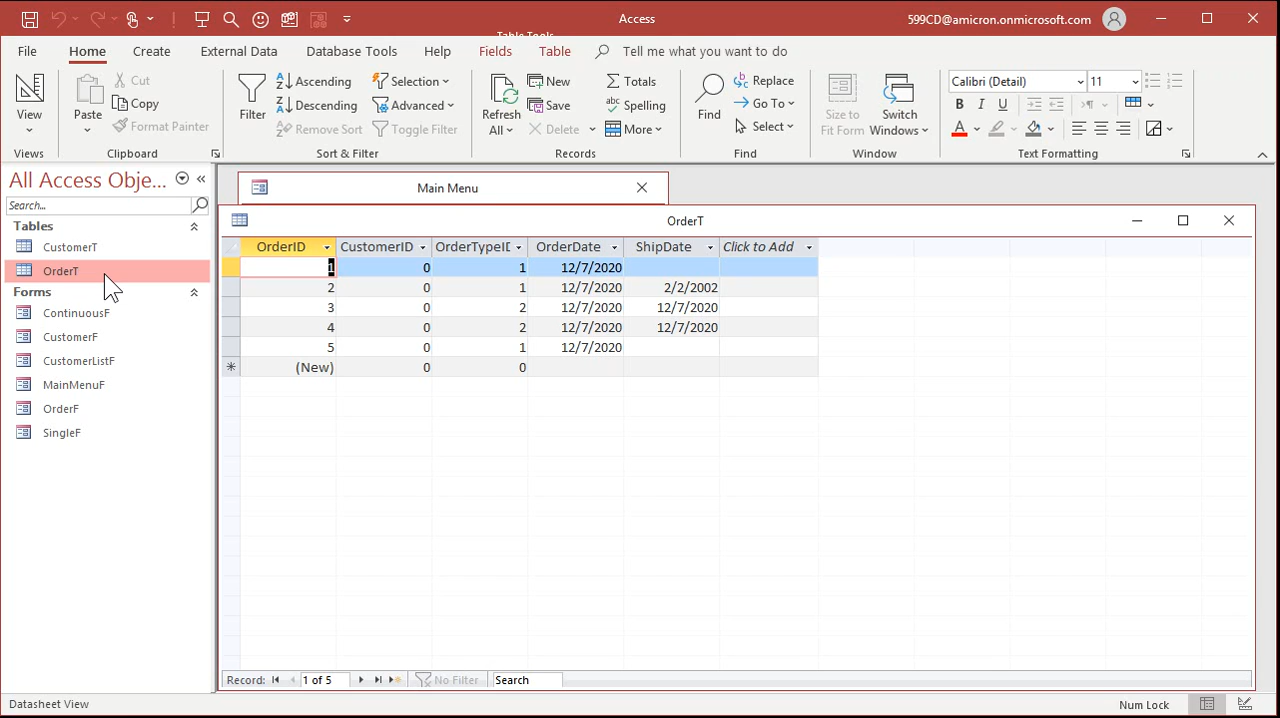 Access
599CD@amicron.onmicrosoft.com
Table Tools
File Home Create External Data Database Tools Help Fields Table Tell me what you want to do
View
Views
Paste
Cut
Copy
Format Painter
Clipboard
Filter
Ascending
Descending
Remove Sort
Selection
Advanced
Toggle Filter
Sort & Filter
Refresh
All
New
Save
Delete
Totals
Spelling
More
Records
Find
Replace
Go To
Select
Find
Size to
Fit Form
Switch
Windows
Window
Calibri (Detail) 11
B I U
A
Text Formatting
All Access Obje...
Search...
Tables
CustomerT
OrderT
Forms
ContinuousF
CustomerF
CustomerListF
MainMenuF
OrderF
SingleF
Main Menu
OrderT
OrderID CustomerID OrderTypeID OrderDate ShipDate Click to Add
1 0 1 12/7/2020
2 0 1 12/7/2020 2/2/2002
3 0 2 12/7/2020 12/7/2020
4 0 2 12/7/2020 12/7/2020
5 0 1 12/7/2020
(New) 0 0
Record: 1 of 5 No Filter Search
Datasheet View
Num Lock